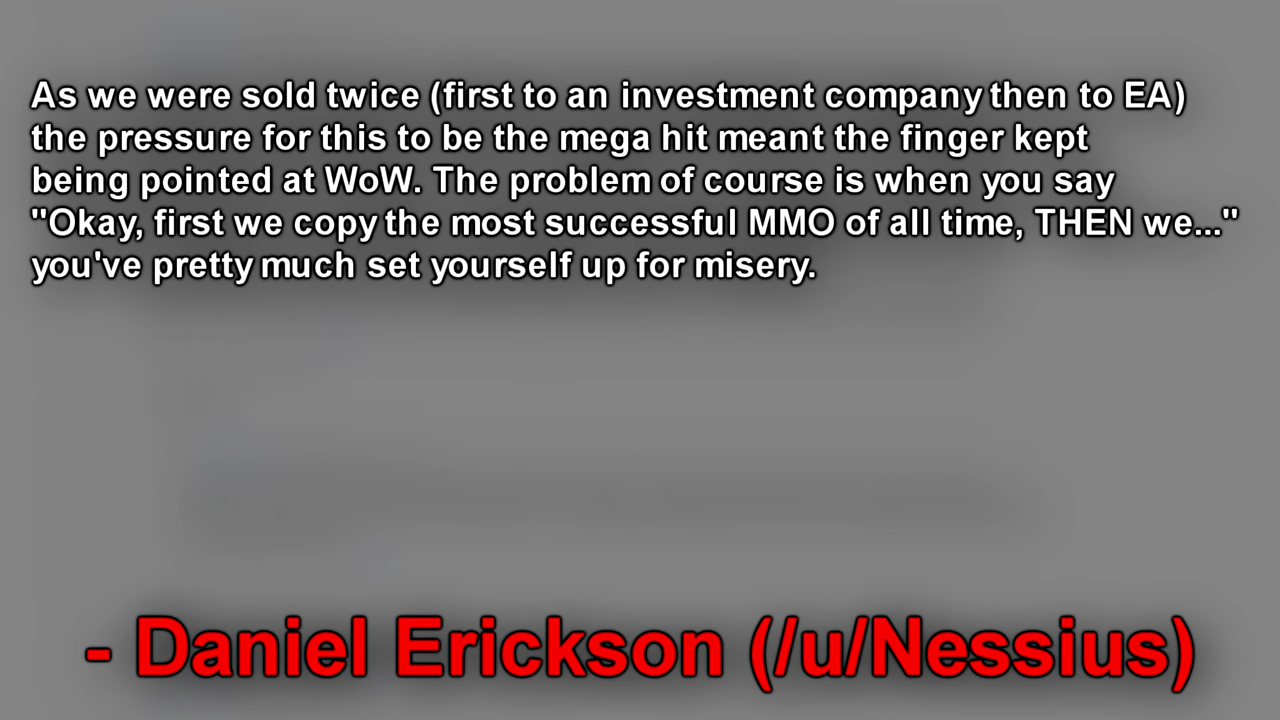 As we were sold twice (first to an investment company then to EA)
the pressure for this to be the mega hit meant the finger kept
being pointed at WoW. The problem of course is when you say
"Okay, first we copy the most successful MMO of all time, THEN we..."
you've pretty much set yourself up for misery.
- Daniel Erickson (/u/Nessius)